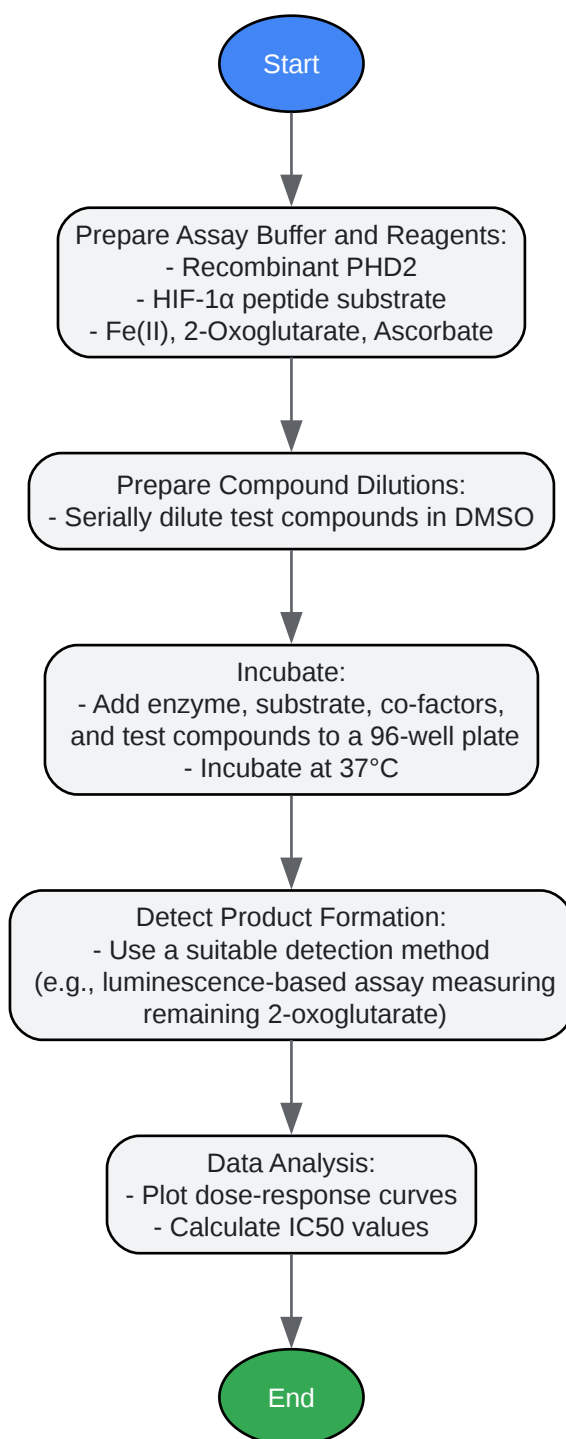 Start
Prepare Assay Buffer and Reagents:
- Recombinant PHD2
- HIF-1α peptide substrate
- Fe(II), 2-Oxoglutarate, Ascorbate
Prepare Compound Dilutions:
- Serially dilute test compounds in DMSO
Incubate:
- Add enzyme, substrate, co-factors,
and test compounds to a 96-well plate
- Incubate at 37°C
Detect Product Formation:
- Use a suitable detection method
(e.g., luminescence-based assay measuring
remaining 2-oxoglutarate)
Data Analysis:
- Plot dose-response curves
- Calculate IC50 values
End